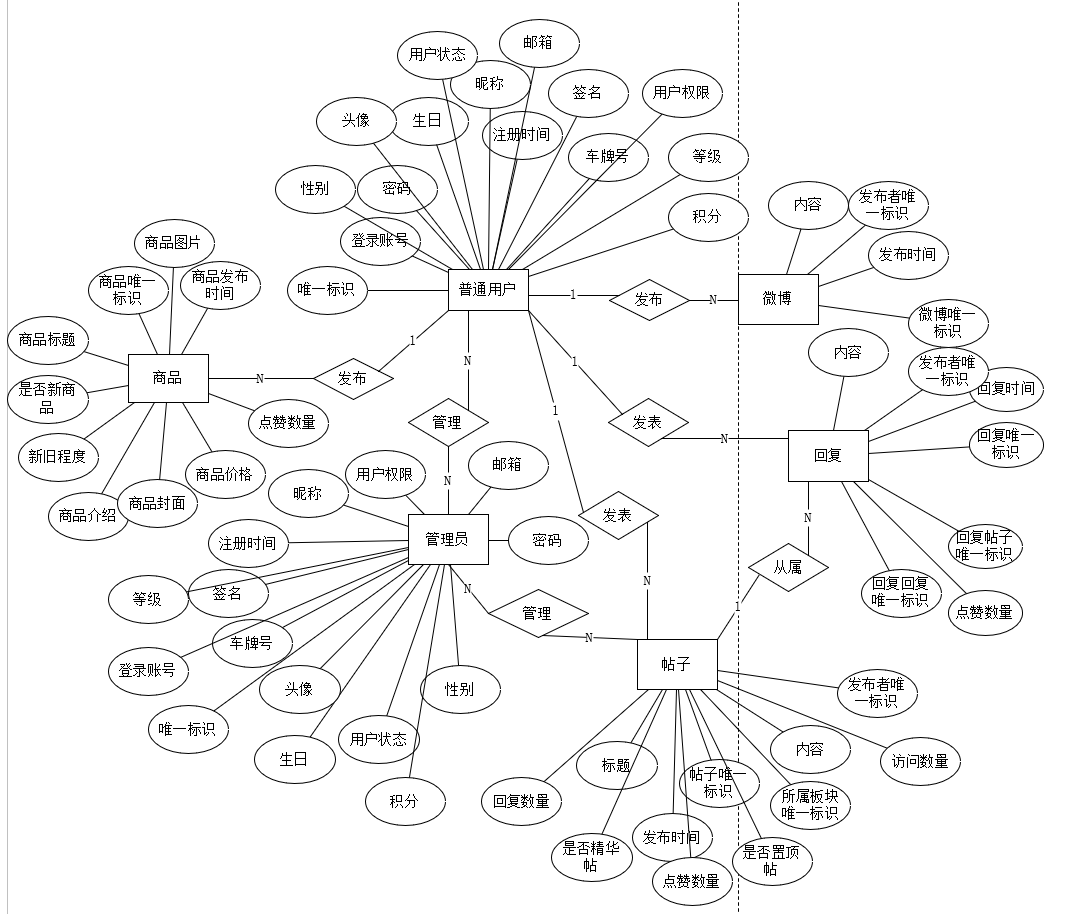 邮箱
用户状态
昵称
签名
用户权限
头像
生日
注册时间
车牌号
等级
性别
密码
积分
登录账号
唯一标识
普通用户
1
发布
N
微博
内容
发布者唯
一标识
发布时间
微博唯一
标识
商品图片
商品唯一
标识
商品发布
时间
商品标题
是否新商
品
新旧程度
商品介绍
商品封面
商品价格
点赞数量
商品
N
发布
1
N
管理
N
1
发表
N
1
发表
N
内容
发布者唯
一标识
回复时间
回复唯一
标识
回复
回复帖子
唯一标识
回复回复
唯一标识
点赞数量
N
从属
1
用户权限
邮箱
昵称
注册时间
管理员
密码
等级
签名
车牌号
登录账号
头像
唯一标识
生日
用户状态
积分
性别
N
管理
N
帖子
发布者唯
一标识
内容
访问数量
标题
帖子唯一
标识
所属板块
唯一标识
回复数量
发布时间
是否精华
帖
是否置顶
帖
点赞数量